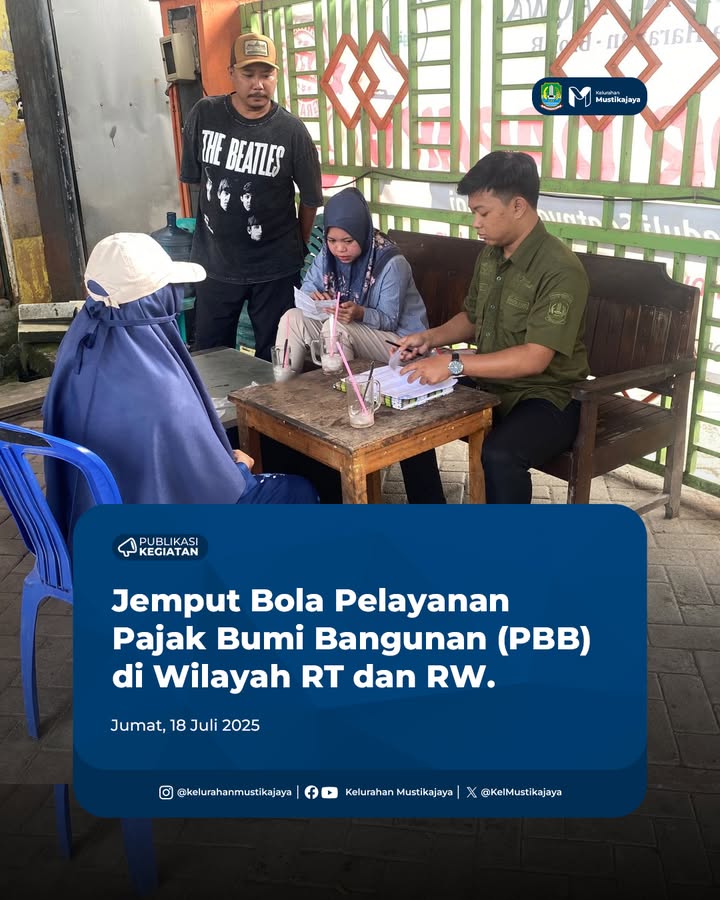 THE BEATLES
Kelurahan
Mustikajaya
PUBLIKASI
KEGIATAN
Jemput Bola Pelayanan
Pajak Bumi Bangunan (PBB)
di Wilayah RT dan RW.
Jumat, 18 Juli 2025
@kelurahanmustikajaya | Kelurahan Mustikajaya | @KelMustikajaya